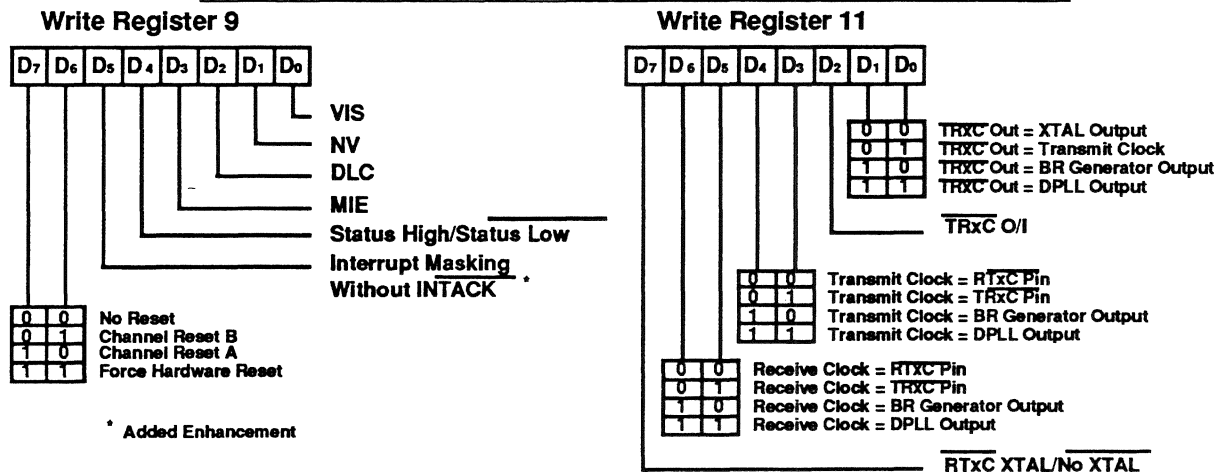 Write Register 9
D7 D6 D5 D4 D3 D2 D1 D0
VIS
NV
DLC
MIE
Status High/Status Low
Interrupt Masking
Without INTACK *
0 0 No Reset
0 1 Channel Reset B
1 0 Channel Reset A
1 1 Force Hardware Reset
* Added Enhancement
Write Register 11
D7 D6 D5 D4 D3 D2 D1 D0
0 0 TRxC Out = XTAL Output
0 1 TRxC Out = Transmit Clock
1 0 TRxC Out = BR Generator Output
1 1 TRxC Out = DPLL Output
TRxC O/I
0 0 Transmit Clock = RTxC Pin
0 1 Transmit Clock = TRxC Pin
1 0 Transmit Clock = BR Generator Output
1 1 Transmit Clock = DPLL Output
0 0 Receive Clock = RTxC Pin
0 1 Receive Clock = TRxC Pin
1 0 Receive Clock = BR Generator Output
1 1 Receive Clock = DPLL Output
RTxC XTAL/No XTAL